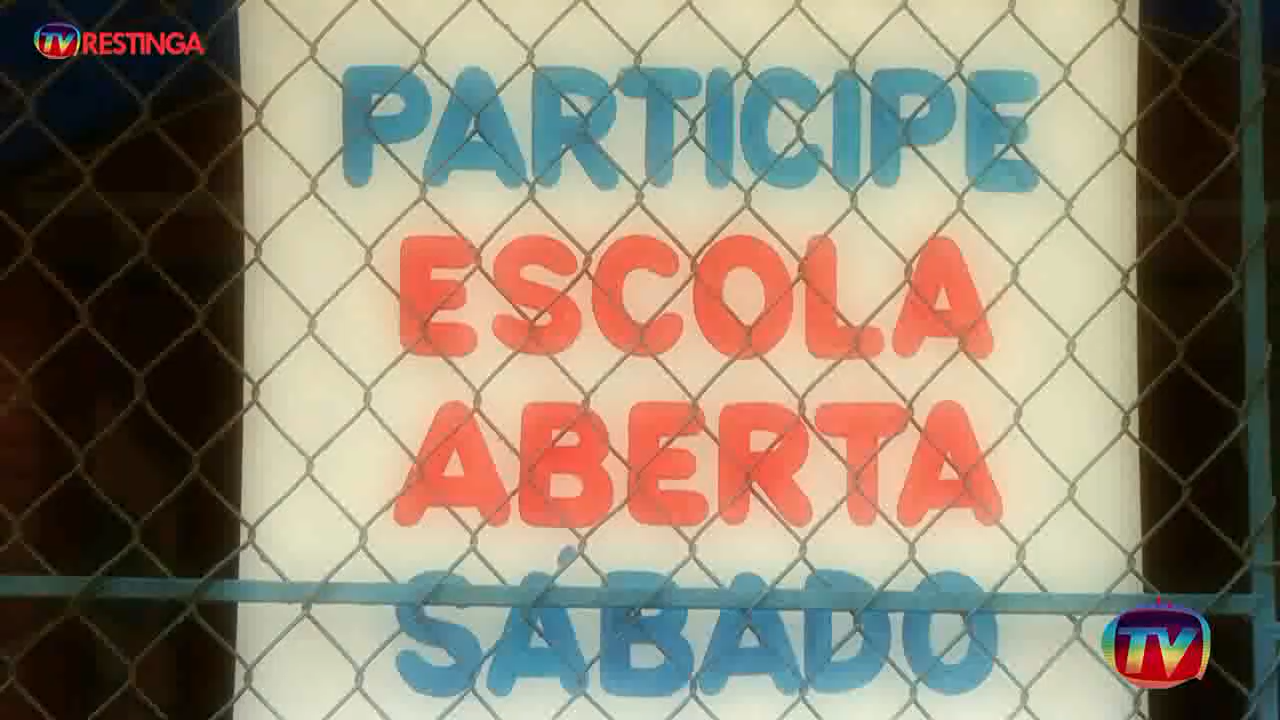 TV RESTINGA
PARTICIPE
ESCOLA
ABERTA
SÁBADO
TV